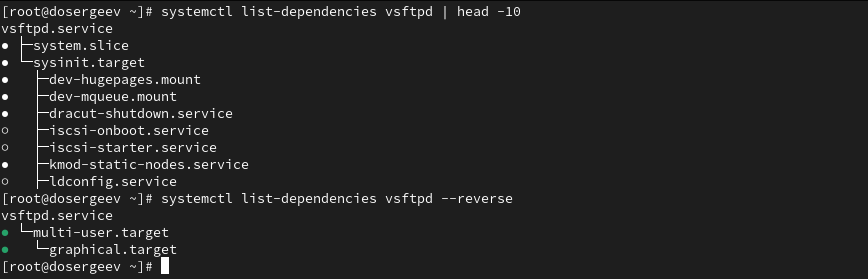 [root@dosergeev ~]# systemctl list-dependencies vsftpd | head -10
vsftpd.service
● ├─system.slice
● └─sysinit.target
●   ├─dev-hugepages.mount
●   ├─dev-mqueue.mount
●   ├─dracut-shutdown.service
○   ├─iscsi-onboot.service
○   ├─iscsi-starter.service
●   ├─kmod-static-nodes.service
○   ├─ldconfig.service
[root@dosergeev ~]# systemctl list-dependencies vsftpd --reverse
vsftpd.service
● └─multi-user.target
●   └─graphical.target
[root@dosergeev ~]#